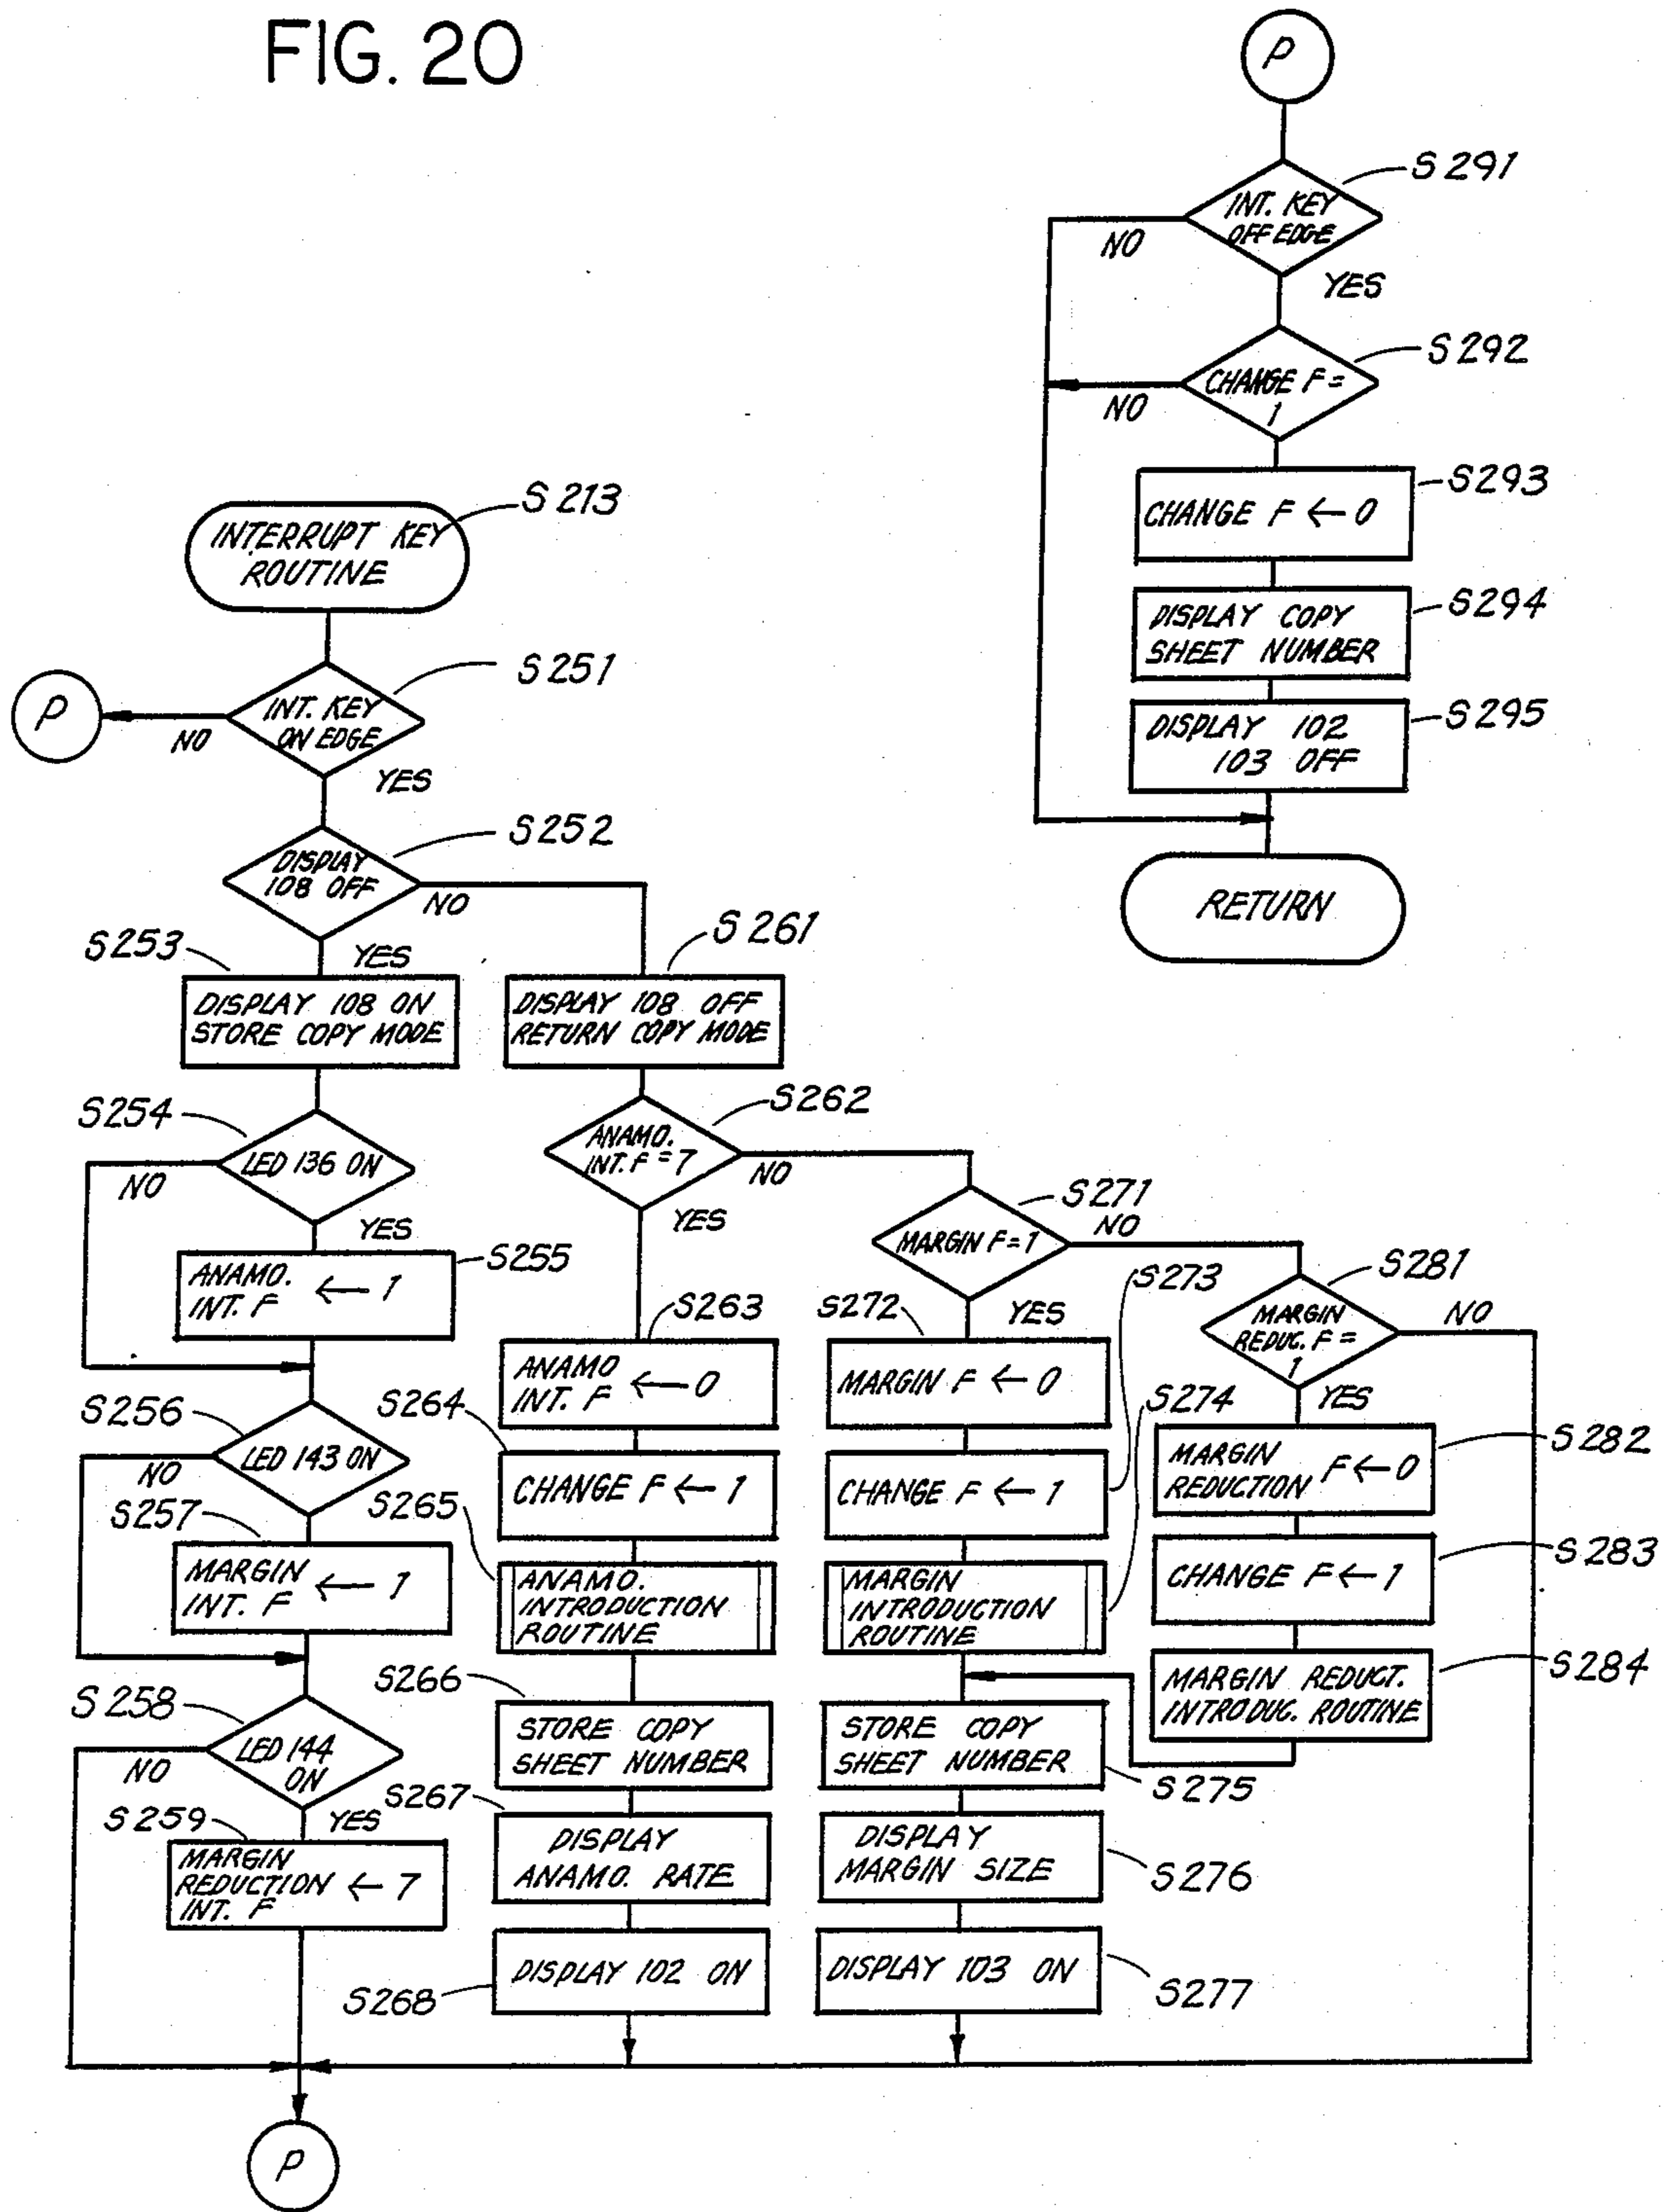 FIG. 20
P
S291
INT. KEY
OFF EDGE
NO
YES
S292
CHANGE F =
1
NO
S293
CHANGE F ← 0
S294
DISPLAY COPY
SHEET NUMBER
S295
DISPLAY 102
103 OFF
RETURN
S213
INTERRUPT KEY
ROUTINE
S251
INT. KEY
ON EDGE
P
NO
YES
S252
DISPLAY
108 OFF
NO
YES
S253
DISPLAY 108 ON
STORE COPY MODE
S254
LED 136 ON
NO
YES
S255
ANAMO.
INT. F ← 1
S256
LED 143 ON
NO
S257
MARGIN
INT. F ← 1
S258
LED 144
ON
NO
YES
S259
MARGIN
REDUCTION ← 7
INT. F
P
S261
DISPLAY 108 OFF
RETURN COPY MODE
S262
ANAMO.
INT. F = 7
NO
YES
S263
ANAMO
INT. F ← 0
S264
CHANGE F ← 1
S265
ANAMO.
INTRODUCTION
ROUTINE
S266
STORE COPY
SHEET NUMBER
S267
DISPLAY
ANAMO. RATE
S268
DISPLAY 102 ON
S271
MARGIN F = 1
NO
YES
S272
MARGIN F ← 0
S273
CHANGE F ← 1
S274
MARGIN
INTRODUCTION
ROUTINE
S275
STORE COPY
SHEET NUMBER
S276
DISPLAY
MARGIN SIZE
S277
DISPLAY 103 ON
S281
MARGIN
REDUC. F =
1
NO
YES
S282
MARGIN
REDUCTION F ← 0
S283
CHANGE F ← 1
S284
MARGIN REDUCT.
INTRODUC. ROUTINE